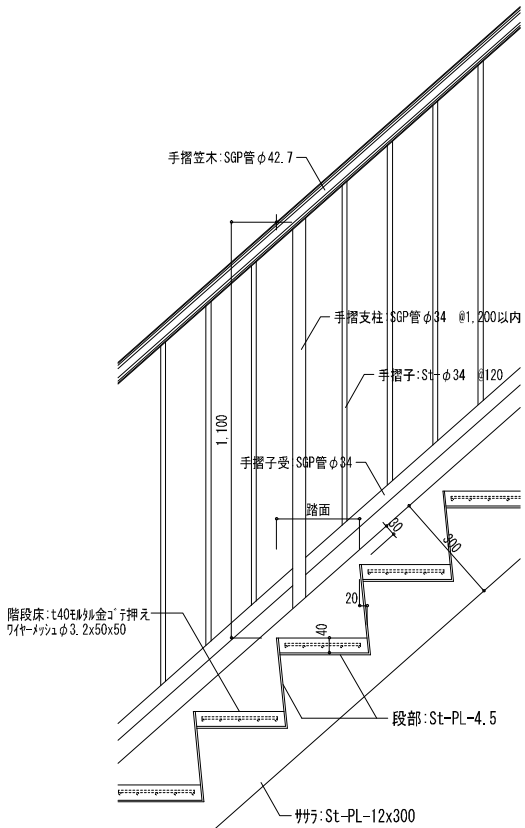 手摺笠木:SGP管φ42.7
手摺支柱:SGP管φ34 @1,200以内
手摺子:St-φ34 @120
1,100
手摺子受:SGP管φ34
踏面
30
300
20
階段床:t40モルタル金ゴテ押え
ワイヤーメッシュφ3.2x50x50
40
段部:St-PL-4.5
ササラ:St-PL-12x300